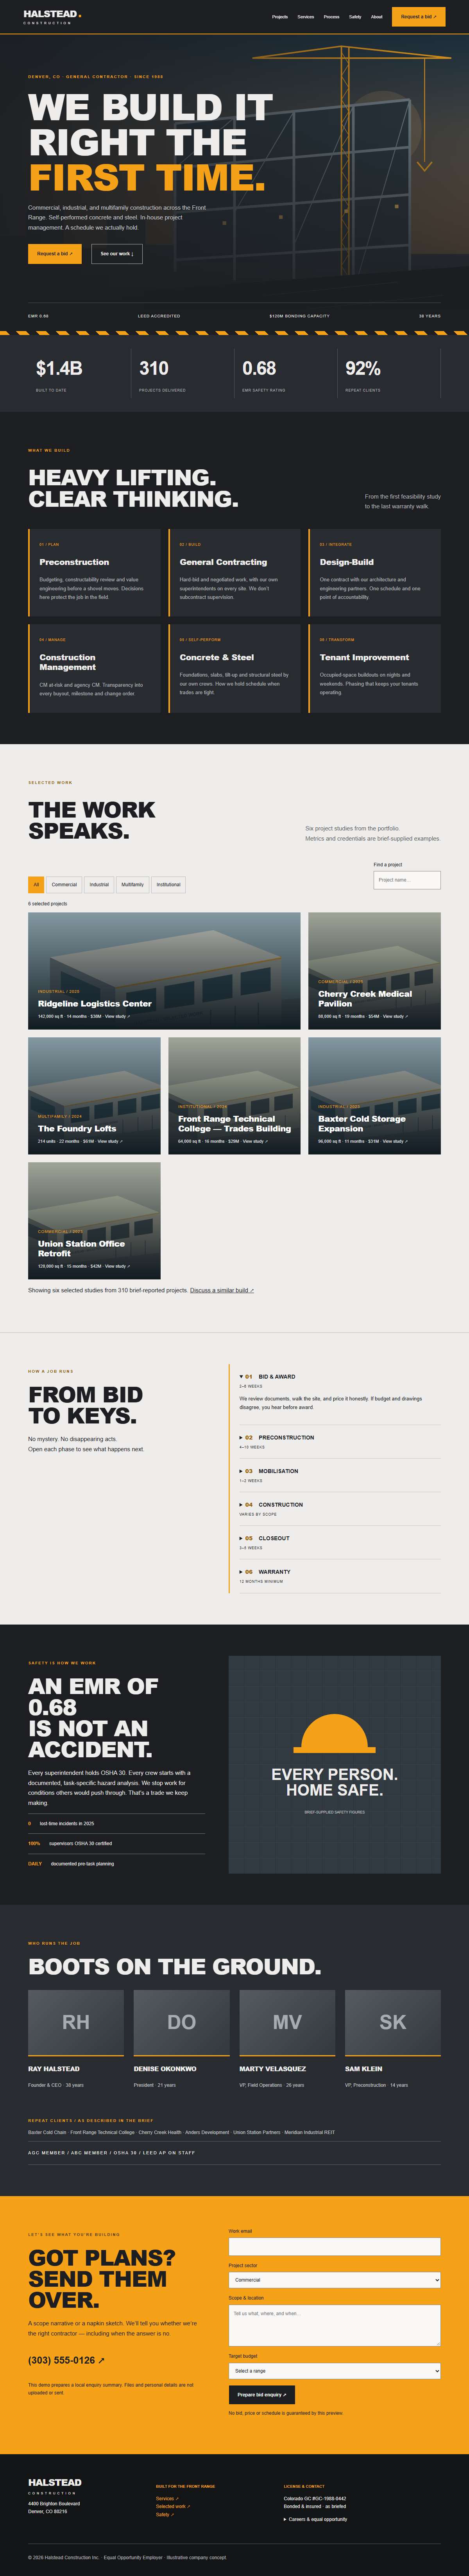 HALSTEAD.
CONSTRUCTION
Projects
Services
Process
Safety
About
Request a bid ↗
DENVER, CO · GENERAL CONTRACTOR · SINCE 1988
WE BUILD IT
RIGHT THE
FIRST TIME.
Commercial, industrial, and multifamily construction across the Front
Range. Self-performed concrete and steel. In-house project
management. A schedule we actually hold.
Request a bid ↗
See our work ↓
EMR 0.68
LEED ACCREDITED
$120M BONDING CAPACITY
38 YEARS
$1.4B
BUILT TO DATE
310
PROJECTS DELIVERED
0.68
EMR SAFETY RATING
92%
REPEAT CLIENTS
WHAT WE BUILD
HEAVY LIFTING.
CLEAR THINKING.
From the first feasibility study
to the last warranty walk.
01 / PLAN
Preconstruction
Budgeting, constructability review and value
engineering before a shovel moves. Decisions
here protect the job in the field.
02 / BUILD
General Contracting
Hard-bid and negotiated work, with our own
superintendents on every site. We don't
subcontract supervision.
03 / INTEGRATE
Design-Build
One contract with our architecture and
engineering partners. One schedule and one
point of accountability.
04 / MANAGE
Construction
Management
CM at-risk and agency CM. Transparency into
every buyout, milestone and change order.
05 / SELF-PERFORM
Concrete & Steel
Foundations, slabs, tilt-up and structural steel by
our own crews. How we hold schedule when
trades are tight.
06 / TRANSFORM
Tenant Improvement
Occupied-space buildouts on nights and
weekends. Phasing that keeps your tenants
operating.
SELECTED WORK
THE WORK
SPEAKS.
Six project studies from the portfolio.
Metrics and credentials are brief-supplied examples.
All
Commercial
Industrial
Multifamily
Institutional
Find a project
Project name…
6 selected projects
INDUSTRIAL / 2025
Ridgeline Logistics Center
142,000 sq ft · 14 months · $38M · View study ↗
COMMERCIAL / 2025
Cherry Creek Medical
Pavilion
88,000 sq ft · 19 months · $54M · View study ↗
MULTIFAMILY / 2024
The Foundry Lofts
214 units · 22 months · $61M · View study ↗
INSTITUTIONAL / 2024
Front Range Technical
College — Trades Building
64,000 sq ft · 16 months · $29M · View study ↗
INDUSTRIAL / 2023
Baxter Cold Storage
Expansion
96,000 sq ft · 11 months · $31M · View study ↗
COMMERCIAL / 2023
Union Station Office
Retrofit
120,000 sq ft · 15 months · $42M · View study ↗
Showing six selected studies from 310 brief-reported projects. Discuss a similar build ↗
HOW A JOB RUNS
FROM BID
TO KEYS.
No mystery. No disappearing acts.
Open each phase to see what happens next.
▼ 01 BID & AWARD
2–6 WEEKS
We review documents, walk the site, and price it honestly. If budget and drawings
disagree, you hear before award.
▶ 02 PRECONSTRUCTION
4–10 WEEKS
▶ 03 MOBILISATION
1–2 WEEKS
▶ 04 CONSTRUCTION
VARIES BY SCOPE
▶ 05 CLOSEOUT
3–5 WEEKS
▶ 06 WARRANTY
12 MONTHS MINIMUM
SAFETY IS HOW WE WORK
AN EMR OF
0.68
IS NOT AN
ACCIDENT.
Every superintendent holds OSHA 30. Every crew starts with a
documented, task-specific hazard analysis. We stop work for
conditions others would push through. That's a trade we keep
making.
0 lost-time incidents in 2025
100% supervisors OSHA 30 certified
DAILY documented pre-task planning
EVERY PERSON.
HOME SAFE.
BRIEF-SUPPLIED SAFETY FIGURES
WHO RUNS THE JOB
BOOTS ON THE GROUND.
RH
RAY HALSTEAD
Founder & CEO · 38 years
DO
DENISE OKONKWO
President · 21 years
MV
MARTY VELASQUEZ
VP, Field Operations · 26 years
SK
SAM KLEIN
VP, Preconstruction · 14 years
REPEAT CLIENTS / AS DESCRIBED IN THE BRIEF
Baxter Cold Chain · Front Range Technical College · Cherry Creek Health · Anders Development · Union Station Partners · Meridian Industrial REIT
AGC MEMBER / ABC MEMBER / OSHA 30 / LEED AP ON STAFF
LET'S SEE WHAT YOU'RE BUILDING
GOT PLANS?
SEND THEM
OVER.
A scope narrative or a napkin sketch. We'll tell you whether we're
the right contractor — including when the answer is no.
(303) 555-0126 ↗
This demo prepares a local enquiry summary. Files and personal details are not
uploaded or sent.
Work email
Project sector
Commercial
Scope & location
Tell us what, where, and when…
Target budget
Select a range
Prepare bid enquiry ↗
No bid, price or schedule is guaranteed by this preview.
HALSTEAD
CONSTRUCTION
4400 Brighton Boulevard
Denver, CO 80216
BUILT FOR THE FRONT RANGE
Services ↗
Selected work ↗
Safety ↗
LICENSE & CONTACT
Colorado GC #GC-1988-0442
Bonded & insured · as briefed
▶ Careers & equal opportunity
© 2026 Halstead Construction Inc. · Equal Opportunity Employer · Illustrative company concept.